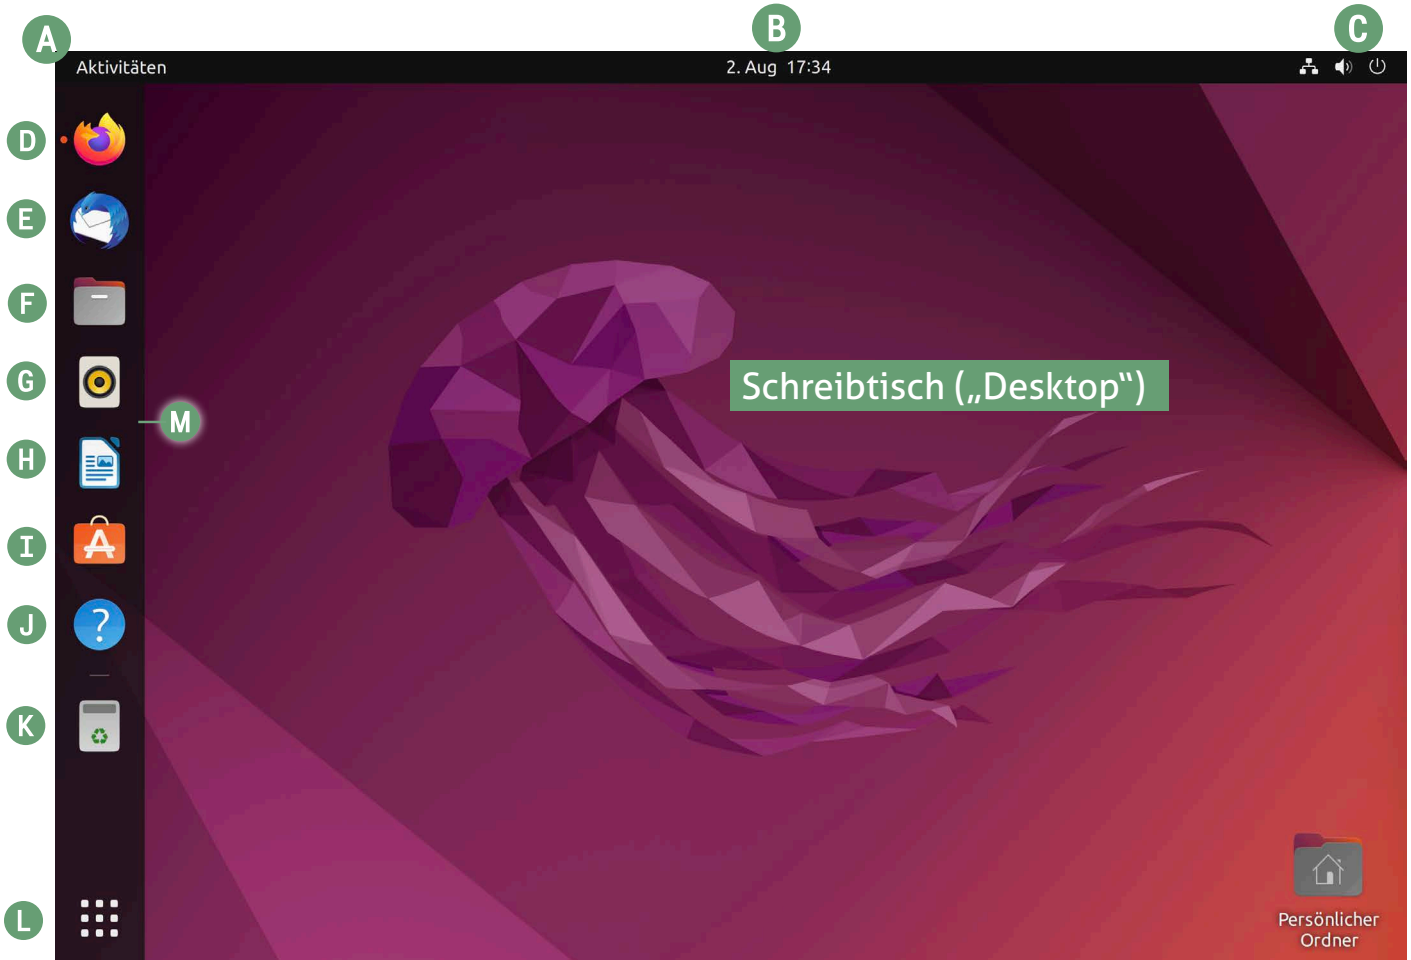 A
B
C
Aktivitäten
2. Aug 17:34
D
E
F
G
Schreibtisch („Desktop“)
M
H
I
J
?
K
L
Persönlicher
Ordner